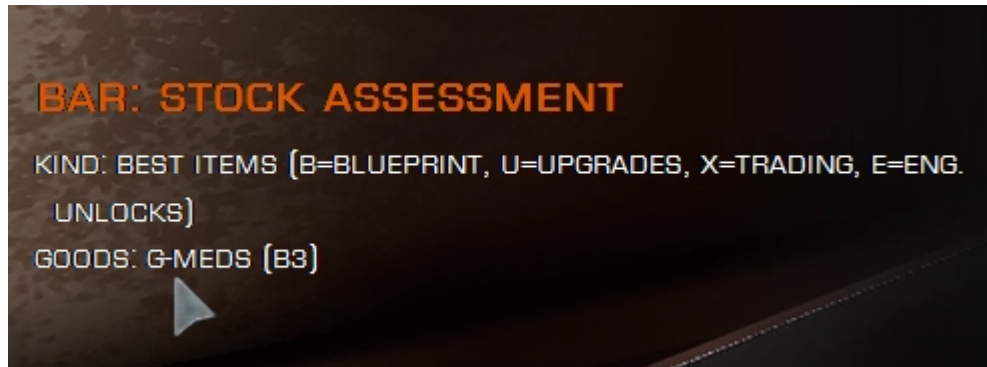 BAR: STOCK ASSESSMENT
KIND: BEST ITEMS (B=BLUEPRINT, U=UPGRADES, X=TRADING, E=ENG.
UNLOCKS)
GOODS: G-MEDS (B3)